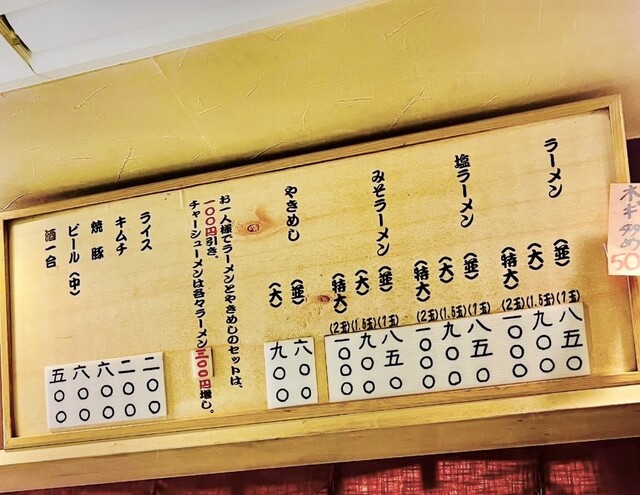 ラーメン
(並) (1玉) 八五〇
(大) (1.5玉) 九〇〇
(特大) (2玉) 一〇〇〇
塩ラーメン
(並) (1玉) 八五〇
(大) (1.5玉) 九〇〇
(特大) (2玉) 一〇〇〇
みそラーメン
(並) (1玉) 八五〇
(大) (1.5玉) 九〇〇
(特大) (2玉) 一〇〇〇
やきめし
(並) 六〇〇
(大) 九〇〇
お一人様でラーメンとやきめしのセットは、
一〇〇円引き。
チャーシューメンは各々ラーメン三〇〇円増し。
ライス 二〇〇
キムチ 二〇〇
焼豚 六〇〇
ビール(中) 六〇〇
酒一合 五〇〇
50